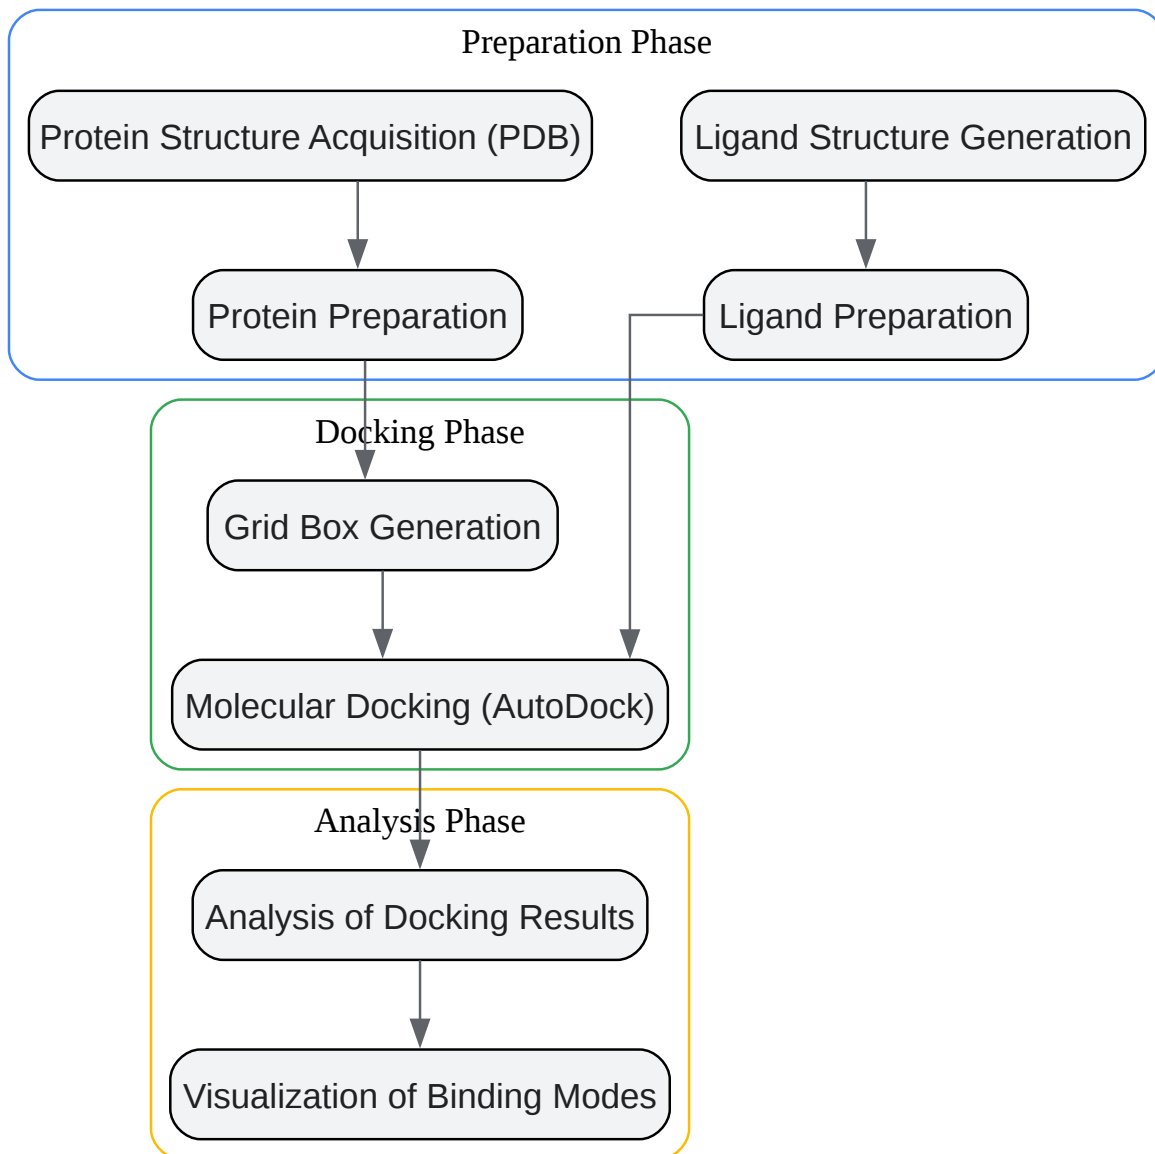 Preparation Phase
Protein Structure Acquisition (PDB)
Ligand Structure Generation
Protein Preparation
Ligand Preparation
Docking Phase
Grid Box Generation
Molecular Docking (AutoDock)
Analysis Phase
Analysis of Docking Results
Visualization of Binding Modes